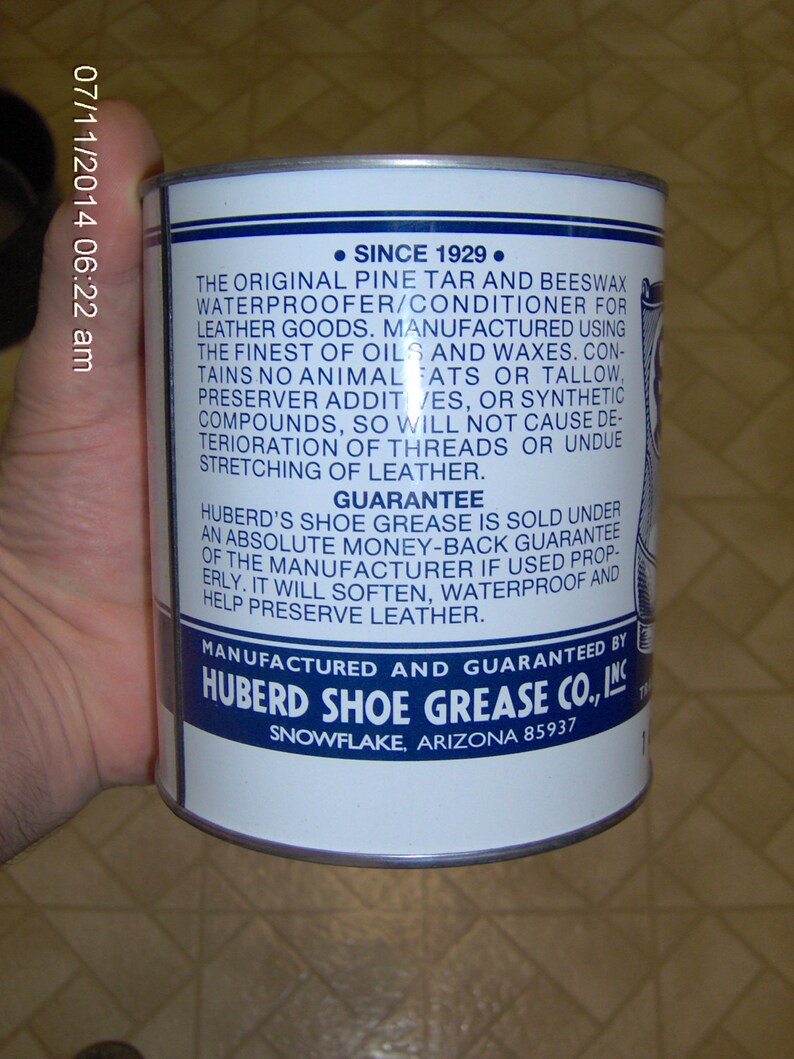 07/11/2014 06:22 am
• SINCE 1929 •
THE ORIGINAL PINE TAR AND BEESWAX
WATERPROOFER/CONDITIONER FOR
LEATHER GOODS. MANUFACTURED USING
THE FINEST OF OILS AND WAXES. CON-
TAINS NO ANIMAL FATS OR TALLOW,
PRESERVER ADDITIVES, OR SYNTHETIC
COMPOUNDS, SO WILL NOT CAUSE DE-
TERIORATION OF THREADS OR UNDUE
STRETCHING OF LEATHER.
GUARANTEE
HUBERD'S SHOE GREASE IS SOLD UNDER
AN ABSOLUTE MONEY-BACK GUARANTEE
OF THE MANUFACTURER IF USED PROP-
ERLY. IT WILL SOFTEN, WATERPROOF AND
HELP PRESERVE LEATHER.
MANUFACTURED AND GUARANTEED BY
HUBERD SHOE GREASE CO., INC
SNOWFLAKE, ARIZONA 85937